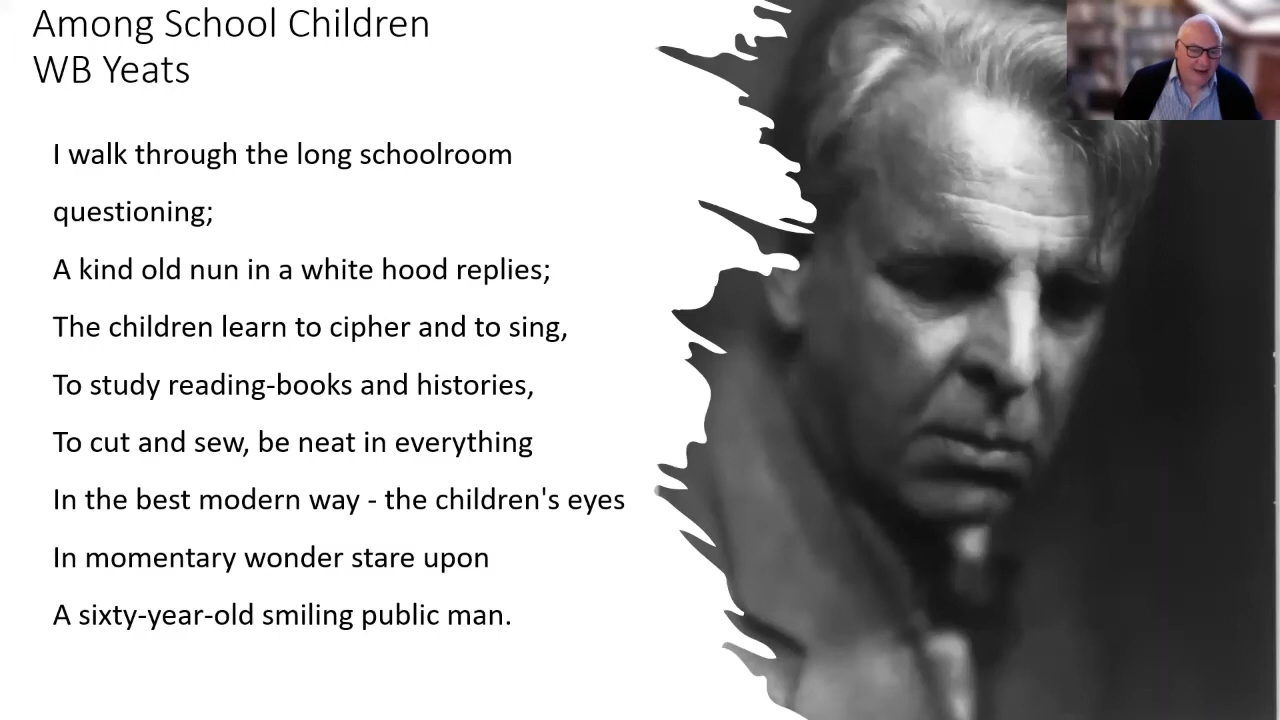 Among School Children
WB Yeats
I walk through the long schoolroom
questioning;
A kind old nun in a white hood replies;
The children learn to cipher and to sing,
To study reading-books and histories,
To cut and sew, be neat in everything
In the best modern way - the children's eyes
In momentary wonder stare upon
A sixty-year-old smiling public man.